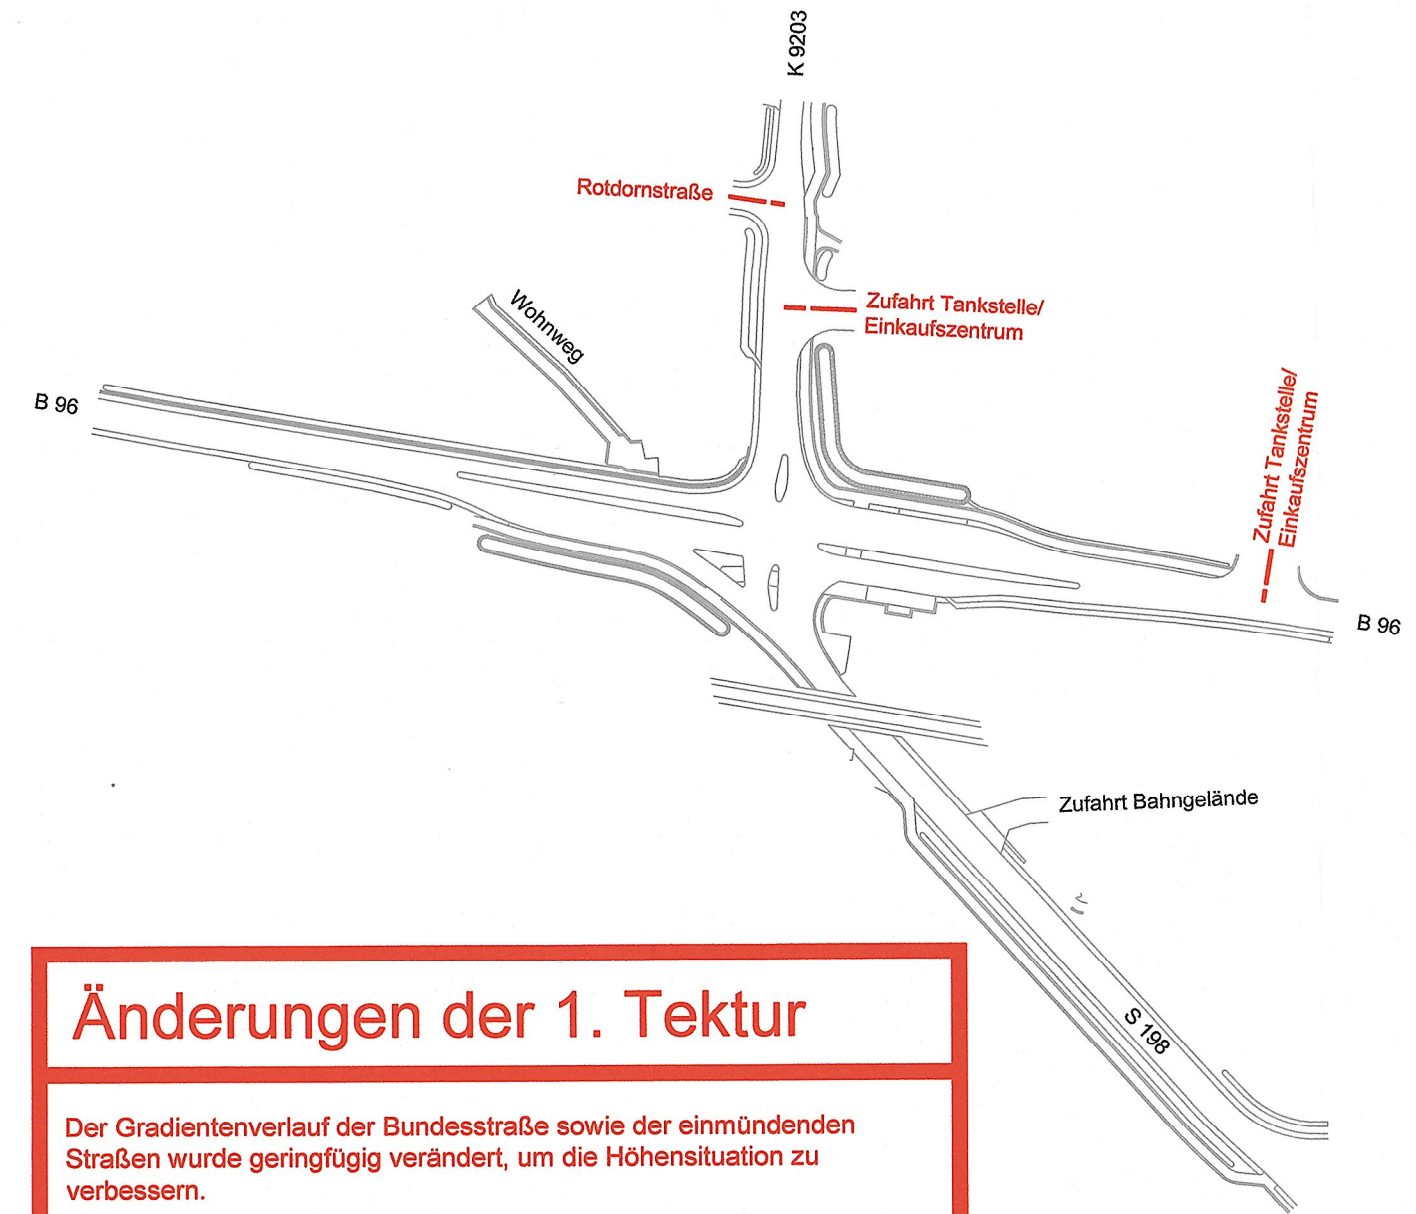 K 9203
Rotdornstraße
Zufahrt Tankstelle/
Einkaufszentrum
Wohnweg
B 96
Zufahrt Tankstelle/
Einkaufszentrum
B 96
Zufahrt Bahngelände
S 198
Änderungen der 1. Tektur
Der Gradientenverlauf der Bundesstraße sowie der einmündenden
Straßen wurde geringfügig verändert, um die Höhensituation zu
verbessern.